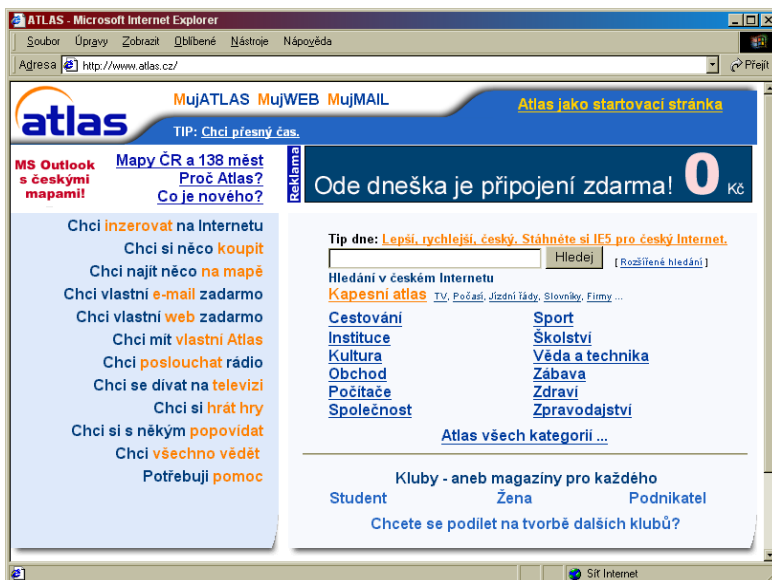 ATLAS - Microsoft Internet Explorer
Soubor Úpravy Zobrazit Oblíbené Nástroje Nápověda
Adresa http://www.atlas.cz/ Přejít
atlas
MujATLAS MujWEB MujMAIL
Atlas jako startovací stránka
TIP: Chci přesný čas.
MS Outlook
s českými
mapami!
Mapy ČR a 138 měst
Proč Atlas?
Co je nového?
Reklama
Ode dneška je připojení zdarma! 0 Kč
Chci inzerovat na Internetu
Chci si něco koupit
Chci najít něco na mapě
Chci vlastní e-mail zadarmo
Chci vlastní web zadarmo
Chci mít vlastní Atlas
Chci poslouchat rádio
Chci se dívat na televizi
Chci si hrát hry
Chci si s někým popovídat
Chci všechno vědět
Potřebuji pomoc
Tip dne: Lepší, rychlejší, český. Stáhněte si IE5 pro český Internet.
Hledej [ Rozšířené hledání ]
Hledání v českém Internetu
Kapesní atlas TV, Počasí, Jízdní řády, Slovníky, Firmy ...
Cestování Sport
Instituce Školství
Kultura Věda a technika
Obchod Zábava
Počítače Zdraví
Společnost Zpravodajství
Atlas všech kategorií ...
Kluby - aneb magazíny pro každého
Student Žena Podnikatel
Chcete se podílet na tvorbě dalších klubů?
Síť Internet